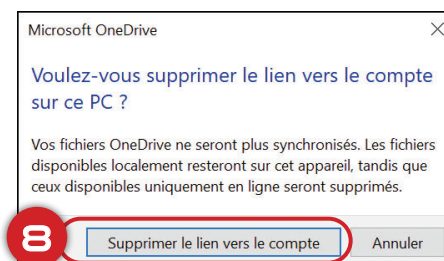 Microsoft OneDrive
Voulez-vous supprimer le lien vers le compte
sur ce PC ?
Vos fichiers OneDrive ne seront plus synchronisés. Les fichiers
disponibles localement resteront sur cet appareil, tandis que
ceux disponibles uniquement en ligne seront supprimés.
8
Supprimer le lien vers le compte
Annuler